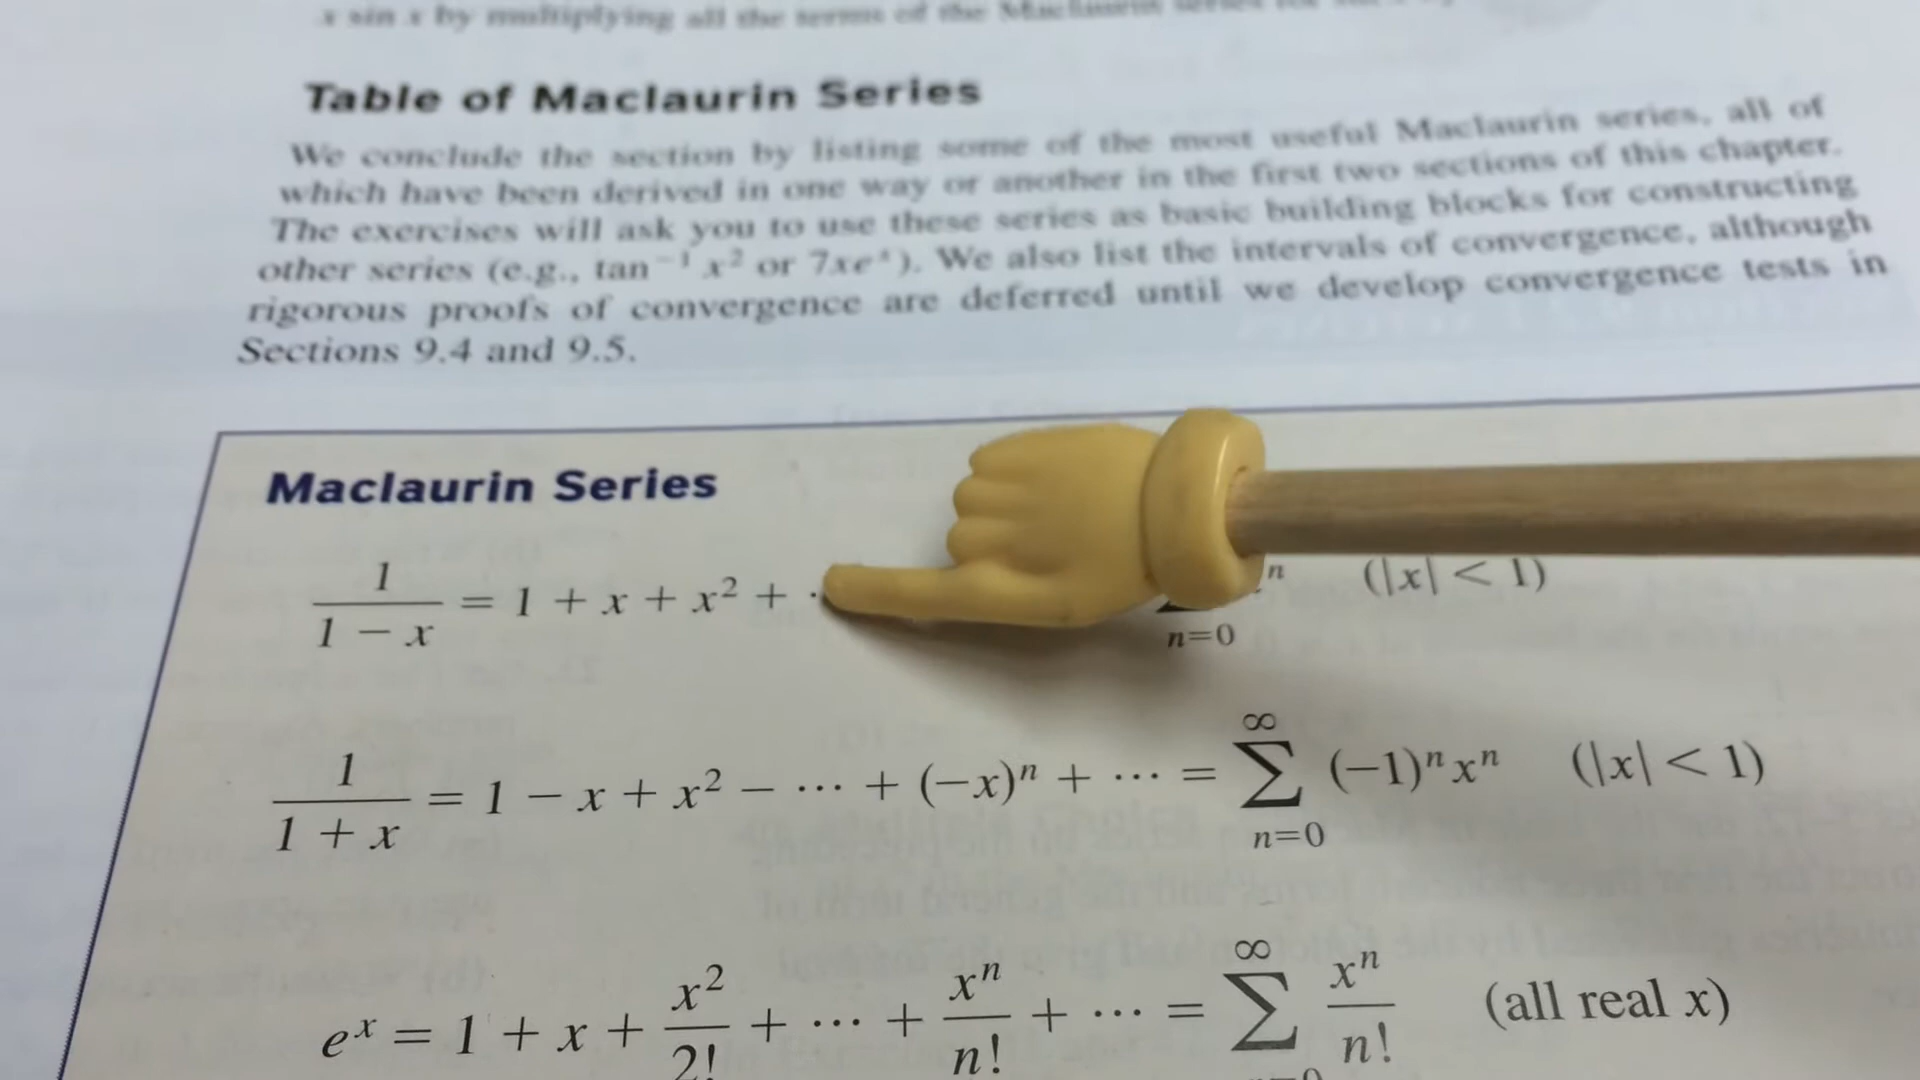 x sin x by multiplying all the terms of the Maclaurin series for sin x by
Table of Maclaurin Series
We conclude the section by listing some of the most useful Maclaurin series, all of
which have been derived in one way or another in the first two sections of this chapter.
The exercises will ask you to use these series as basic building blocks for constructing
other series (e.g., tan⁻¹ x² or 7xeˣ). We also list the intervals of convergence, although
rigorous proofs of convergence are deferred until we develop convergence tests in
Sections 9.4 and 9.5.
Maclaurin Series
1/(1 − x) = 1 + x + x² + · n n=0 (|x| < 1)
1/(1 + x) = 1 − x + x² − ⋯ + (−x)ⁿ + ⋯ = ∑ n=0 ∞ (−1)ⁿ xⁿ (|x| < 1)
eˣ = 1 + x + x²/2! + ⋯ + xⁿ/n! + ⋯ = ∑ n=0 ∞ xⁿ/n! (all real x)